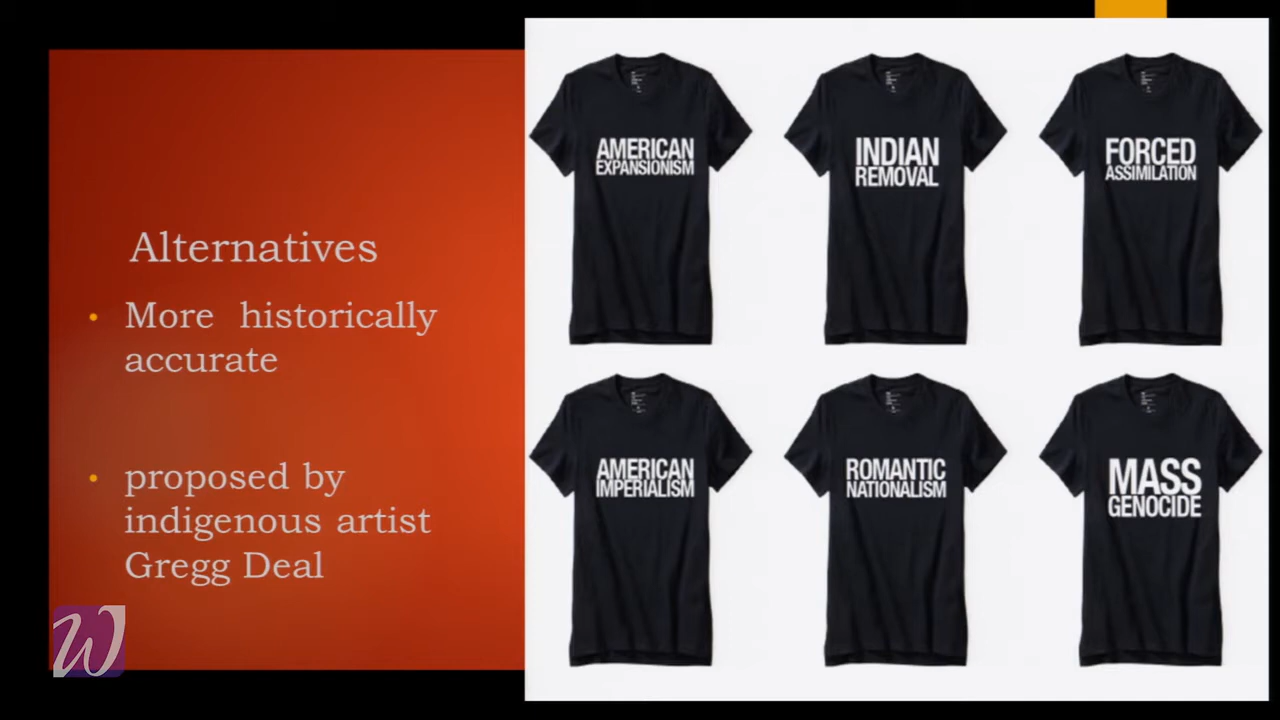 Alternatives
More historically
accurate
proposed by
indigenous artist
Gregg Deal
W
AMERICAN
EXPANSIONISM
INDIAN
REMOVAL
FORCED
ASSIMILATION
AMERICAN
IMPERIALISM
ROMANTIC
NATIONALISM
MASS
GENOCIDE